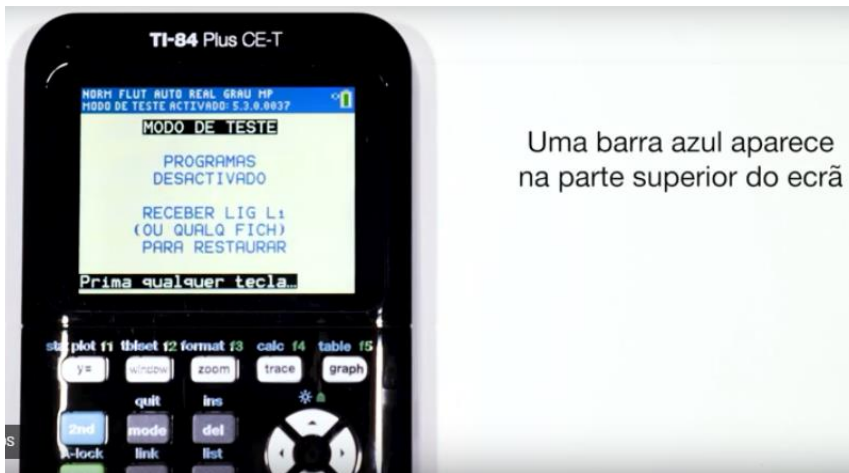 TI-84 Plus CE-T
NORM FLUT AUTO REAL GRAU MP
MODO DE TESTE ACTIVADO: 5.3.0.0037
MODO DE TESTE
PROGRAMAS
DESACTIVADO
RECEBER LIG L1
(OU QUALQ FICH)
PARA RESTAURAR
Prima qualquer tecla…
Uma barra azul aparece
na parte superior do ecrã
plot f1 tblset f2 format f3 calc f4 table f5
y= window zoom trace graph
quit ins
2nd mode del
A-lock link list